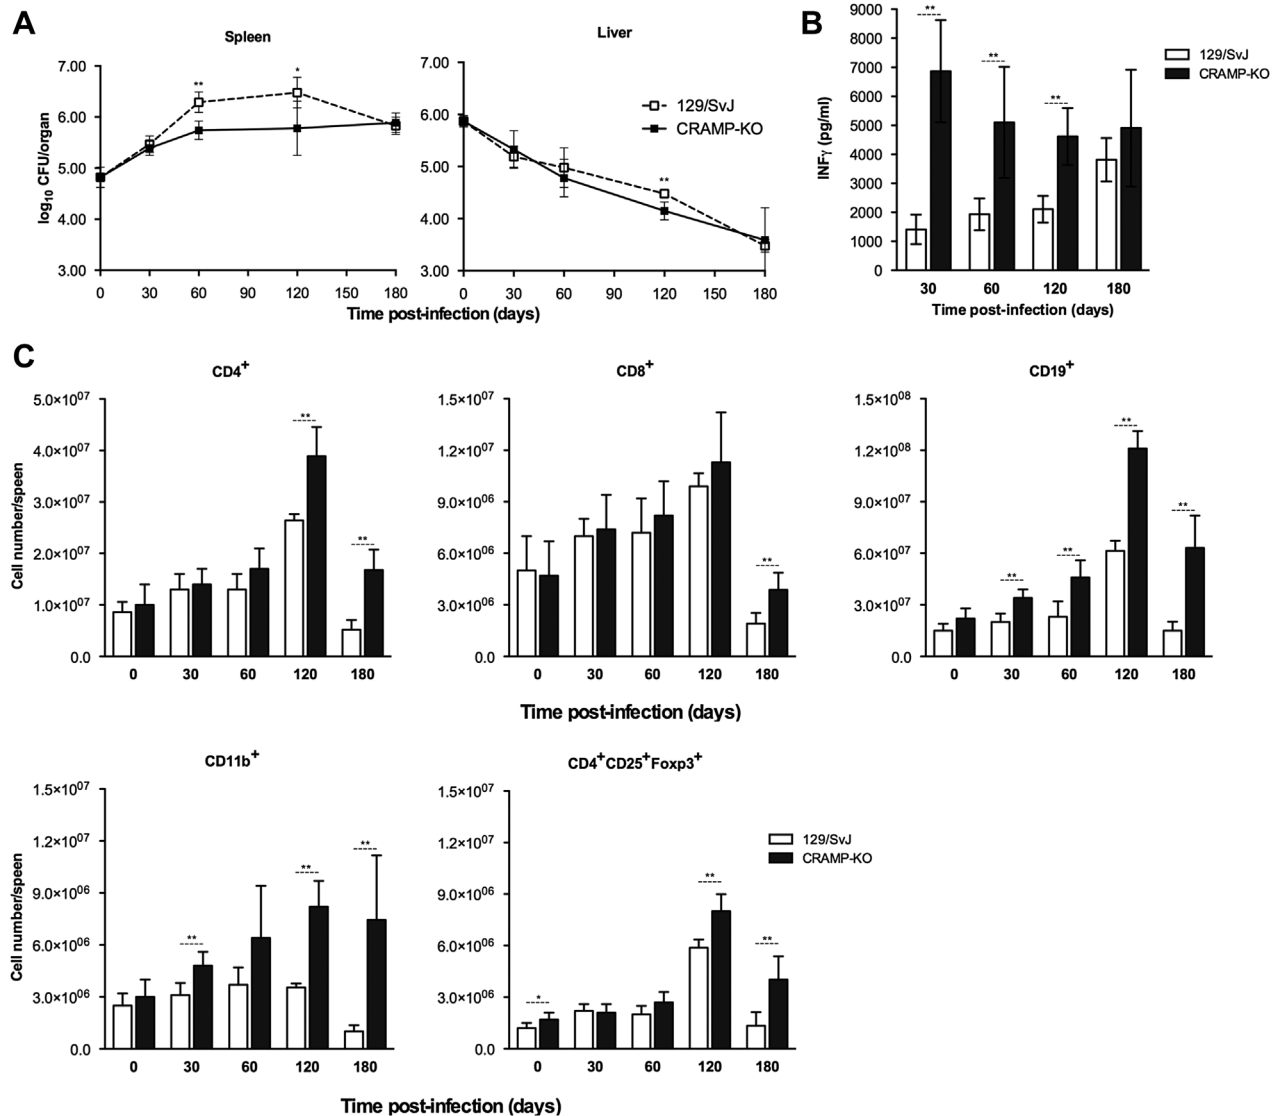 A
Spleen
Liver
7.00
6.00
5.00
4.00
3.00
log10 CFU/organ
0 30 60 120 150 180
**
*
7.00
6.00
5.00
4.00
3.00
0 30 60 120 150 180
**
129/SvJ
CRAMP-KO
Time post-infection (days)
B
9000
8000
7000
6000
5000
4000
3000
2000
1000
0
INFγ (pg/ml)
**
**
**
30 60 120 180
Time post-infection (days)
129/SvJ
CRAMP-KO
C
CD4+
5.0×10^07
4.0×10^07
3.0×10^07
2.0×10^07
1.0×10^07
0.0
Cell number/speen
**
**
0 30 60 120 180
CD8+
1.5×10^07
1.2×10^07
9.0×10^06
6.0×10^06
3.0×10^06
0.0
**
0 30 60 120 180
CD19+
1.5×10^08
1.2×10^08
9.0×10^07
6.0×10^07
3.0×10^07
0.0
**
**
**
**
0 30 60 120 180
Time post-infection (days)
CD11b+
1.5×10^07
1.2×10^07
9.0×10^06
6.0×10^06
3.0×10^06
0.0
Cell number/speen
**
**
**
0 30 60 120 180
CD4+CD25+Foxp3+
1.5×10^07
1.2×10^07
9.0×10^06
6.0×10^06
3.0×10^06
0.0
*
**
**
0 30 60 120 180
129/SvJ
CRAMP-KO
Time post-infection (days)